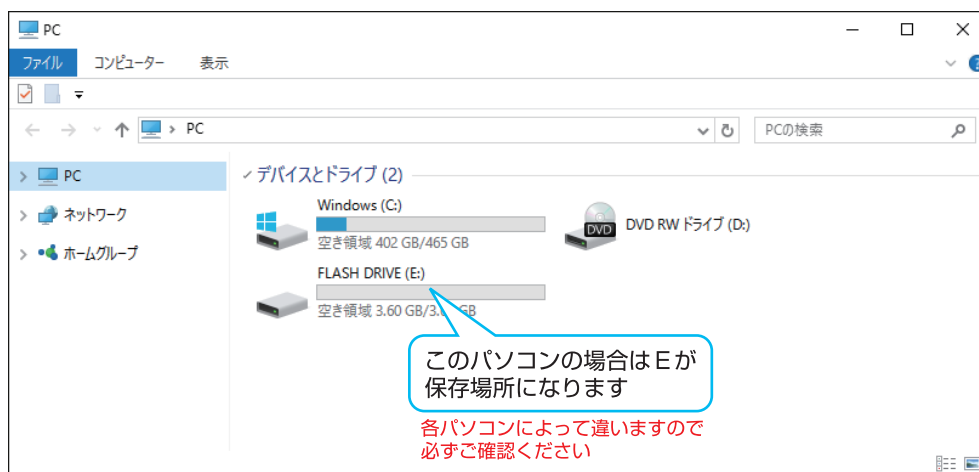 PC
ファイル コンピューター 表示
PC PCの検索
PC
ネットワーク
ホームグループ
デバイスとドライブ (2)
Windows (C:)
空き領域 402 GB/465 GB
DVD
DVD RW ドライブ (D:)
FLASH DRIVE (E:)
空き領域 3.60 GB/3. GB
このパソコンの場合はEが
保存場所になります
各パソコンによって違いますので
必ずご確認ください